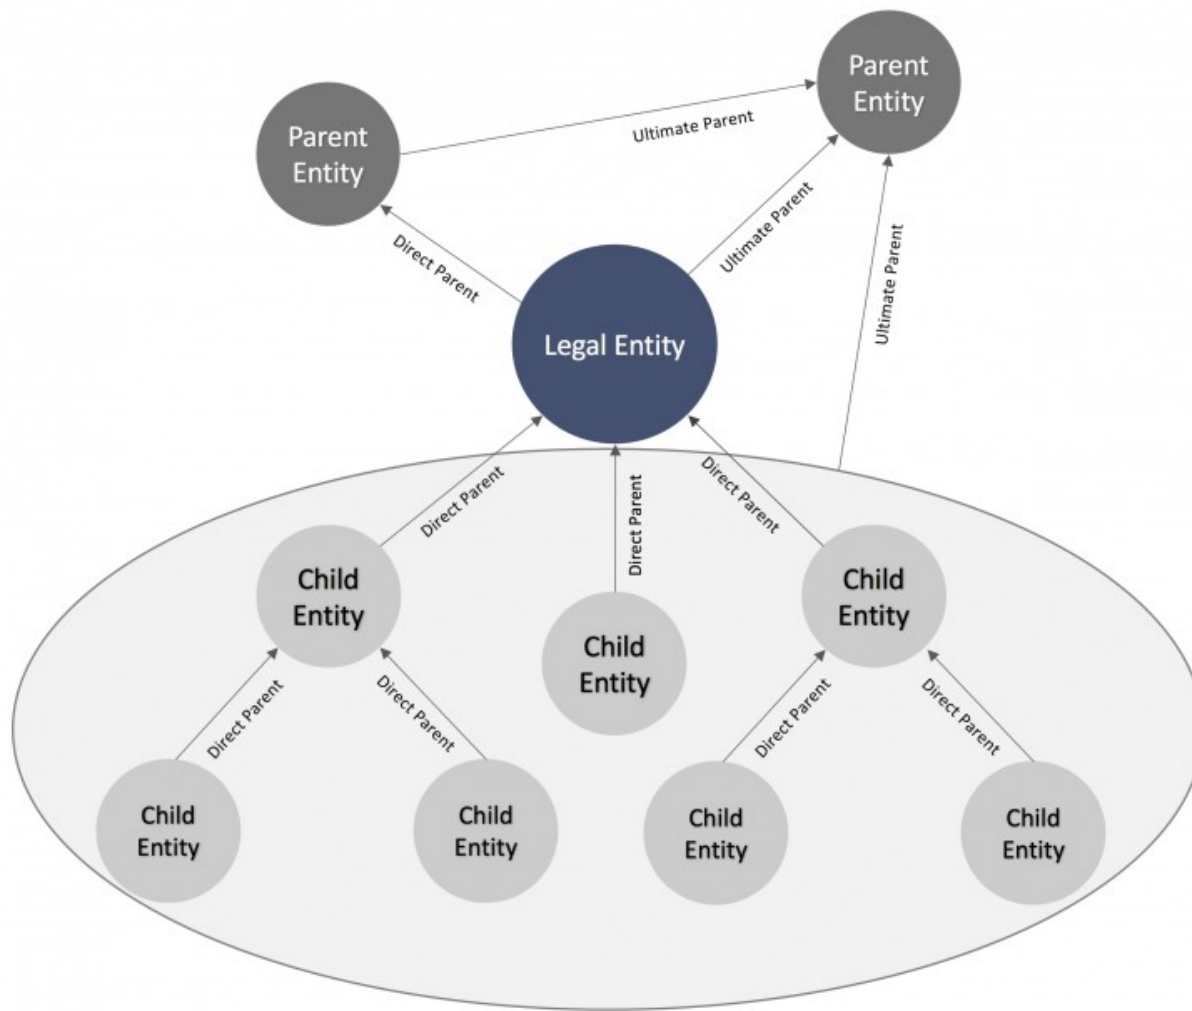 Parent
Entity
Parent
Entity
Ultimate Parent
Direct Parent
Ultimate Parent
Ultimate Parent
Legal Entity
Direct Parent
Direct Parent
Direct Parent
Child
Entity
Child
Entity
Child
Entity
Direct Parent
Direct Parent
Direct Parent
Direct Parent
Child
Entity
Child
Entity
Child
Entity
Child
Entity